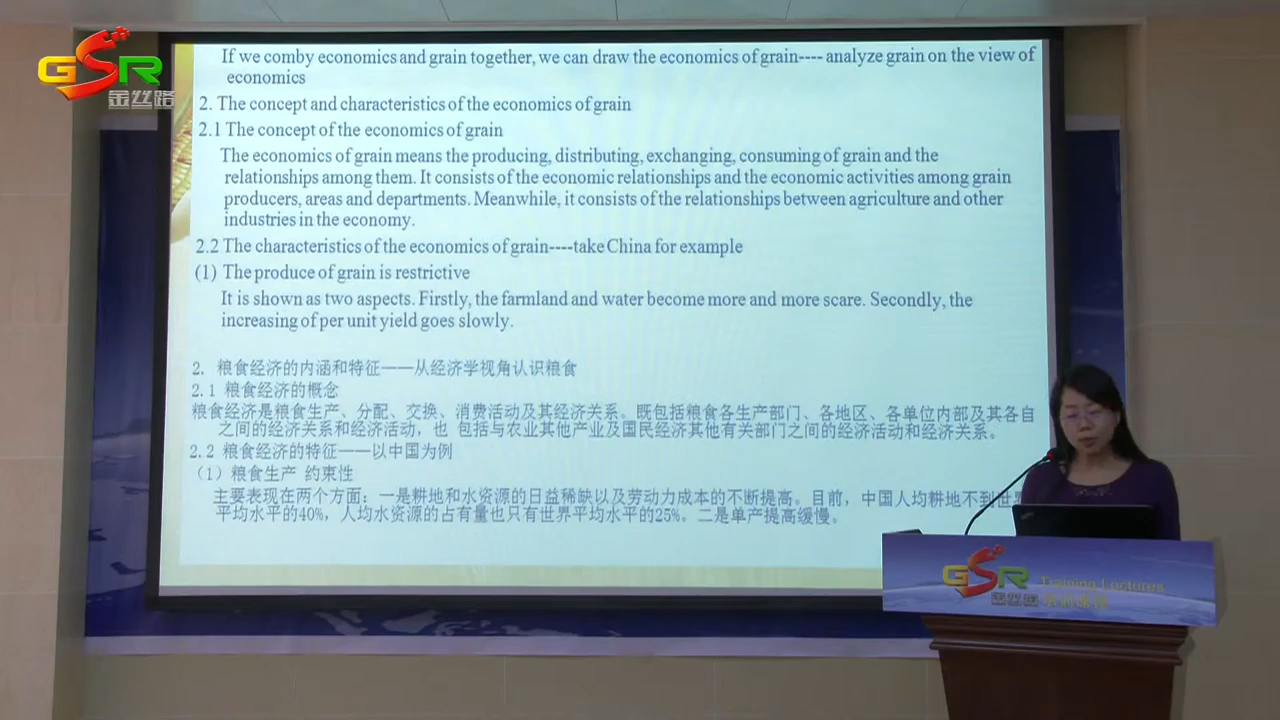 GSR
金丝路
If we comby economics and grain together, we can draw the economics of grain---- analyze grain on the view of
economics
2. The concept and characteristics of the economics of grain
2.1 The concept of the economics of grain
The economics of grain means the producing, distributing, exchanging, consuming of grain and the
relationships among them. It consists of the economic relationships and the economic activities among grain
producers, areas and departments. Meanwhile, it consists of the relationships between agriculture and other
industries in the economy.
2.2 The characteristics of the economics of grain----take China for example
(1) The produce of grain is restrictive
It is shown as two aspects. Firstly, the farmland and water become more and more scare. Secondly, the
increasing of per unit yield goes slowly.
2. 粮食经济的内涵和特征——从经济学视角认识粮食
2.1 粮食经济的概念
粮食经济是粮食生产、分配、交换、消费活动及其经济关系。既包括粮食各生产部门、各地区、各单位内部及其各自
之间的经济关系和经济活动，也 包括与农业其他产业及国民经济其他有关部门之间的经济活动和经济关系。
2.2 粮食经济的特征——以中国为例
（1）粮食生产 约束性
主要表现在两个方面：一是耕地和水资源的日益稀缺以及劳动力成本的不断提高。目前，中国人均耕地不到世界
平均水平的40%，人均水资源的占有量也只有世界平均水平的25%。二是单产提高缓慢。
GSR Training Lectures
金丝路